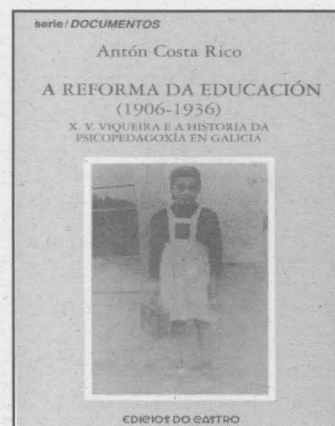 serie/DOCUMENTOS
Antón Costa Rico
A REFORMA DA EDUCACIÓN
(1906-1936)
X. V. VIQUEIRA E A HISTORIA DA
PSICOPEDAGOXÍA EN GALICIA
EDICIOS DO CASTRO